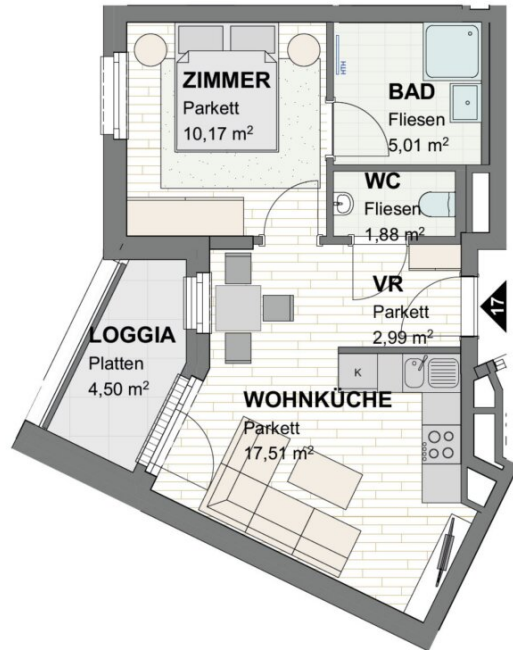 ZIMMER
Parkett
10,17 m²
HTH
BAD
Fliesen
5,01 m²
WC
Fliesen
1,88 m²
VR
Parkett
2,99 m²
17
LOGGIA
Platten
4,50 m²
K
WOHNKÜCHE
Parkett
17,51 m²